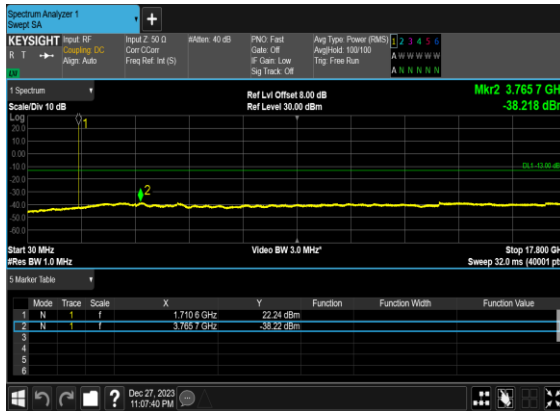 Spectrum Analyzer 1
Swept SA
+
KEYSIGHT Input: RF Input Z: 50 Ω #Atten: 40 dB PNO: Fast Avg Type: Power (RMS) 1 2 3 4 5 6
R T Coupling: DC Corr CCorr Gate: Off Avg|Hold: 100/100 A W W W W W
Align: Auto Freq Ref: Int (S) IF Gain: Low Trig: Free Run
Sig Track: Off A N N N N N
1 Spectrum Ref Lvl Offset 8.00 dB Mkr2 3.765 7 GH
Scale/Div 10 dB Ref Level 30.00 dBm -38.218 dB
Log
20.0
10.0
0.00
-10.0
-20.0
-30.0
-40.0
-50.0
-60.0
1
2
DL1 -13.00 dB
Start 30 MHz Video BW 3.0 MHz* Stop 17.800 GH
#Res BW 1.0 MHz Sweep 32.0 ms (40001 pt
5 Marker Table
Mode Trace Scale X Y Function Function Width Function Value
1 N 1 f 1.710 6 GHz 22.24 dBm
2 N 1 f 3.765 7 GHz -38.22 dBm
3
4
5
6
? Dec 27, 2023
11:07:40 PM